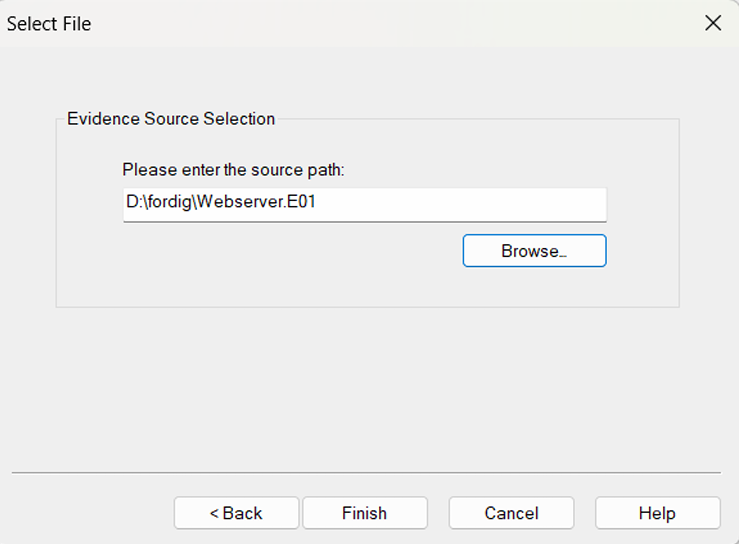 Select File
Evidence Source Selection
Please enter the source path:
D:\fordig\Webserver.E01
Browse...
< Back
Finish
Cancel
Help